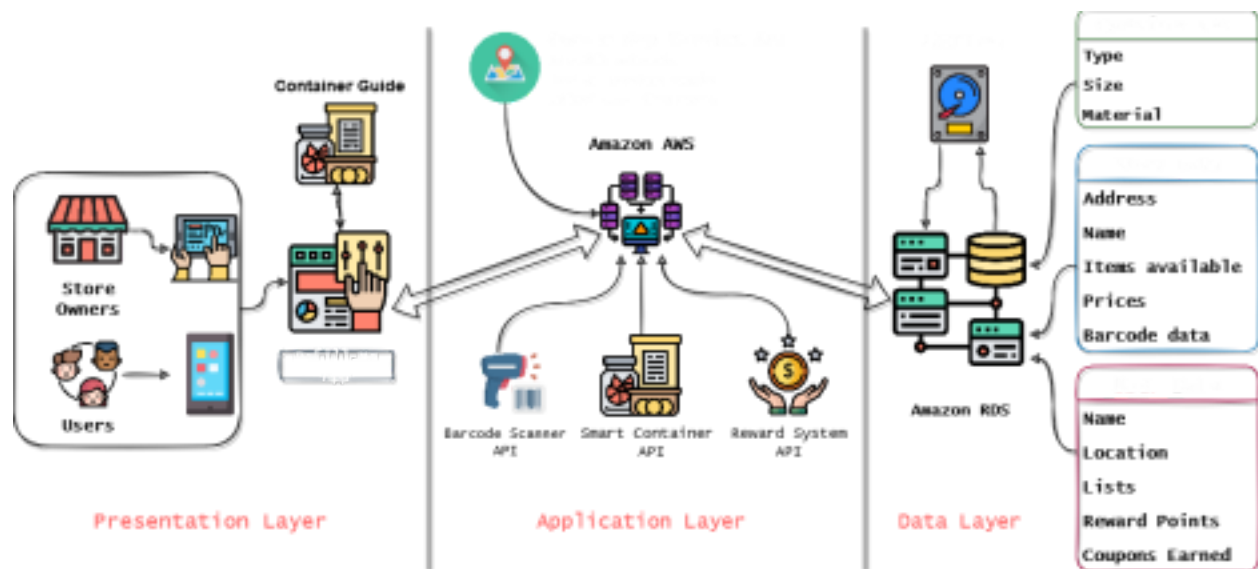 Container Guide
Store
Owners
Users
App
Presentation Layer
Amazon AWS
Barcode Scanner
API
Smart Container
API
Reward System
API
Application Layer
Amazon RDS
Data Layer
Type
Size
Material
Address
Name
Items available
Prices
Barcode data
Name
Location
Lists
Reward Points
Coupons Earned